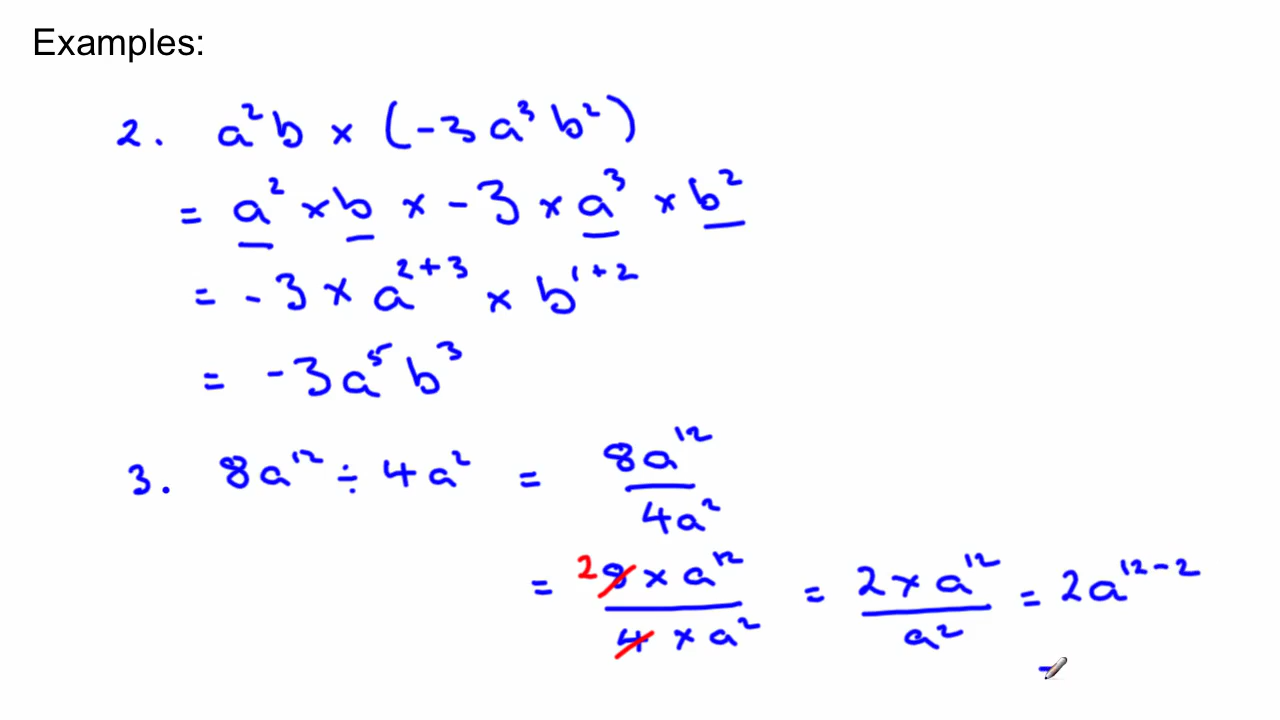 Examples:
2. a²b × (-3a³b²)
= a² × b × -3 × a³ × b²
= -3 × a²⁺³ × b¹⁺²
= -3a⁵b³
3. 8a¹² ÷ 4a² = 8a¹²/4a²
= 2 8 × a¹²/4 × a² = 2 × a¹²/a² = 2a¹²⁻²